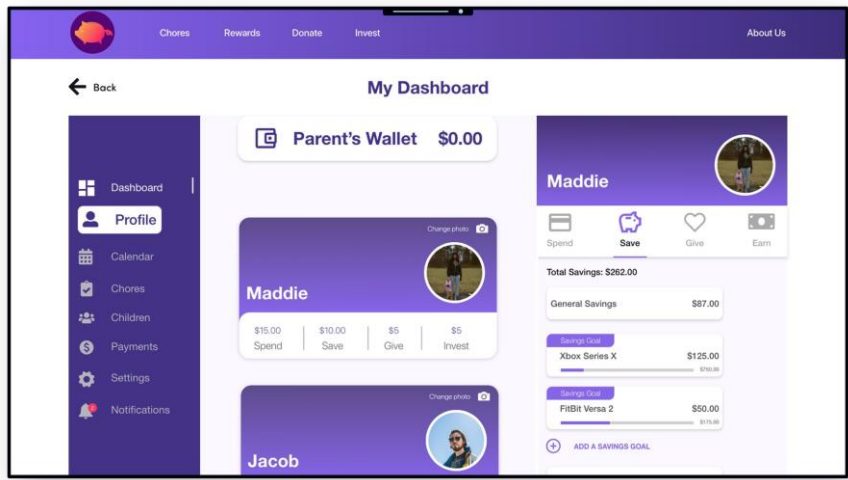 Chores Rewards Donate Invest About Us
Back
My Dashboard
Parent's Wallet $0.00
Dashboard
Profile
Calendar
Chores
Children
Payments
Settings
Notifications
Change photo
Maddie
$15.00 $10.00 $5 $5
Spend Save Give Invest
Change photo
Jacob
Maddie
Spend Save Give Earn
Total Savings: $262.00
General Savings $87.00
Savings Goal
Xbox Series X $125.00
Savings Goal
FitBit Versa 2 $50.00
$175.00
ADD A SAVINGS GOAL